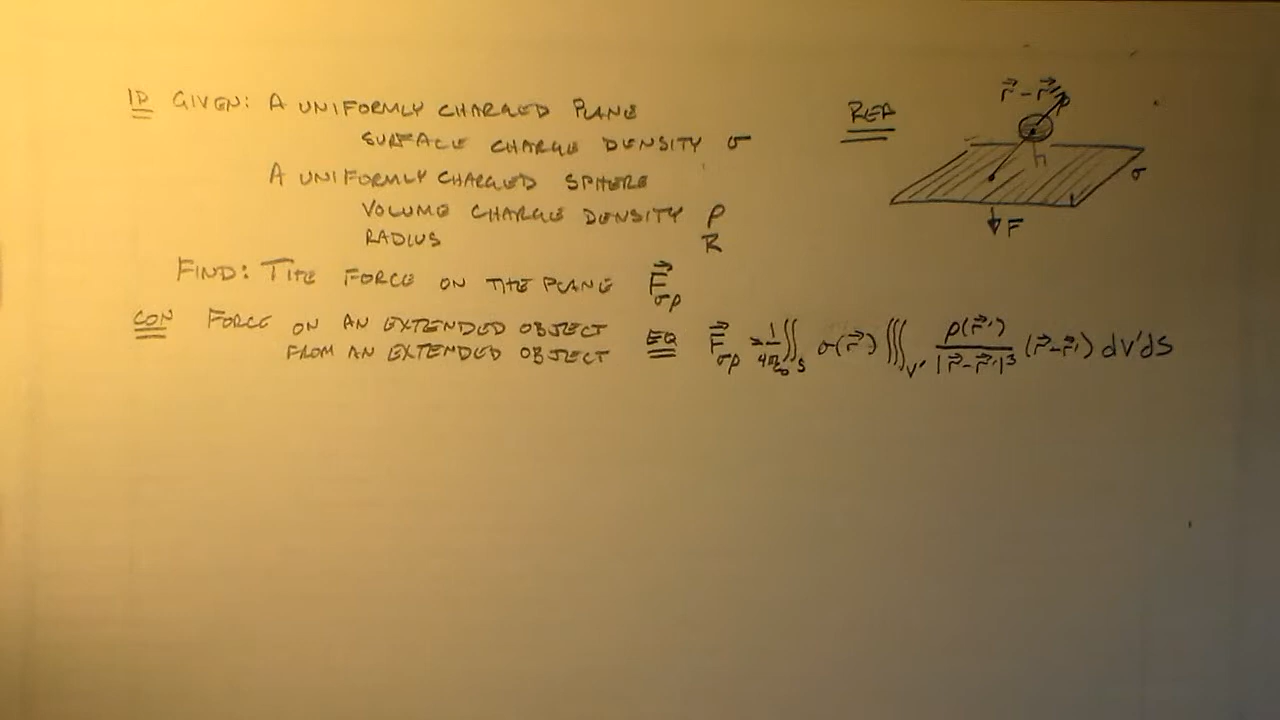 ID GIVEN: A UNIFORMLY CHARGED PLANE
SURFACE CHARGE DENSITY σ
A UNIFORMLY CHARGED SPHERE
VOLUME CHARGE DENSITY ρ
RADIUS R
FIND: THE FORCE ON THE PLANE F⃗σρ
CON FORCE ON AN EXTENDED OBJECT
FROM AN EXTENDED OBJECT
REP
r⃗ - r⃗'
h
σ
F
EQ F⃗σρ = 1/4πε₀ ∬S σ(r⃗) ∭V' ρ(r⃗')/|r⃗-r⃗'|³ (r⃗-r⃗') dv'ds